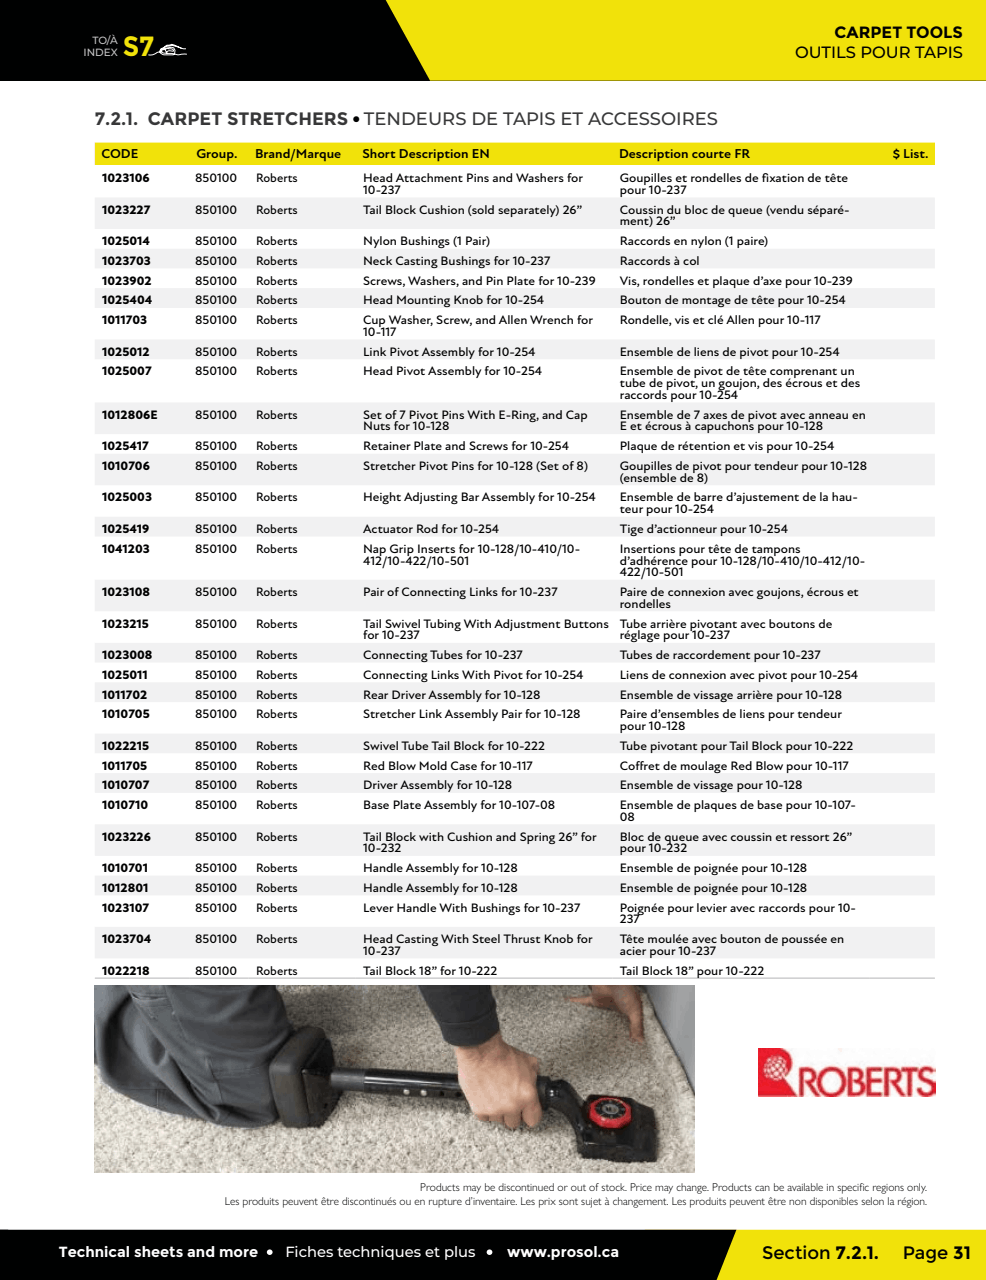 TO/À
INDEX S7
CARPET TOOLS
OUTILS POUR TAPIS
7.2.1. CARPET STRETCHERS • TENDEURS DE TAPIS ET ACCESSOIRES
CODE Group. Brand/Marque Short Description EN Description courte FR $ List.
1023106 850100 Roberts Head Attachment Pins and Washers for Goupilles et rondelles de fixation de tête
10-237 pour 10-237
1023227 850100 Roberts Tail Block Cushion (sold separately) 26” Coussin du bloc de queue (vendu séparé-
ment) 26”
1025014 850100 Roberts Nylon Bushings (1 Pair) Raccords en nylon (1 paire)
1023703 850100 Roberts Neck Casting Bushings for 10-237 Raccords à col
1023902 850100 Roberts Screws, Washers, and Pin Plate for 10-239 Vis, rondelles et plaque d’axe pour 10-239
1025404 850100 Roberts Head Mounting Knob for 10-254 Bouton de montage de tête pour 10-254
1011703 850100 Roberts Cup Washer, Screw, and Allen Wrench for Rondelle, vis et clé Allen pour 10-117
10-117
1025012 850100 Roberts Link Pivot Assembly for 10-254 Ensemble de liens de pivot pour 10-254
1025007 850100 Roberts Head Pivot Assembly for 10-254 Ensemble de pivot de tête comprenant un
tube de pivot, un goujon, des écrous et des
raccords pour 10-254
1012806E 850100 Roberts Set of 7 Pivot Pins With E-Ring, and Cap Ensemble de 7 axes de pivot avec anneau en
Nuts for 10-128 E et écrous à capuchons pour 10-128
1025417 850100 Roberts Retainer Plate and Screws for 10-254 Plaque de rétention et vis pour 10-254
1010706 850100 Roberts Stretcher Pivot Pins for 10-128 (Set of 8) Goupilles de pivot pour tendeur pour 10-128
(ensemble de 8)
1025003 850100 Roberts Height Adjusting Bar Assembly for 10-254 Ensemble de barre d’ajustement de la hau-
teur pour 10-254
1025419 850100 Roberts Actuator Rod for 10-254 Tige d’actionneur pour 10-254
1041203 850100 Roberts Nap Grip Inserts for 10-128/10-410/10- Insertions pour tête de tampons
412/10-422/10-501 d’adhérence pour 10-128/10-410/10-412/10-
422/10-501
1023108 850100 Roberts Pair of Connecting Links for 10-237 Paire de connexion avec goujons, écrous et
rondelles
1023215 850100 Roberts Tail Swivel Tubing With Adjustment Buttons Tube arrière pivotant avec boutons de
for 10-237 réglage pour 10-237
1023008 850100 Roberts Connecting Tubes for 10-237 Tubes de raccordement pour 10-237
1025011 850100 Roberts Connecting Links With Pivot for 10-254 Liens de connexion avec pivot pour 10-254
1011702 850100 Roberts Rear Driver Assembly for 10-128 Ensemble de vissage arrière pour 10-128
1010705 850100 Roberts Stretcher Link Assembly Pair for 10-128 Paire d’ensembles de liens pour tendeur
pour 10-128
1022215 850100 Roberts Swivel Tube Tail Block for 10-222 Tube pivotant pour Tail Block pour 10-222
1011705 850100 Roberts Red Blow Mold Case for 10-117 Coffret de moulage Red Blow pour 10-117
1010707 850100 Roberts Driver Assembly for 10-128 Ensemble de vissage pour 10-128
1010710 850100 Roberts Base Plate Assembly for 10-107-08 Ensemble de plaques de base pour 10-107-
08
1023226 850100 Roberts Tail Block with Cushion and Spring 26” for Bloc de queue avec coussin et ressort 26”
10-232 pour 10-232
1010701 850100 Roberts Handle Assembly for 10-128 Ensemble de poignée pour 10-128
1012801 850100 Roberts Handle Assembly for 10-128 Ensemble de poignée pour 10-128
1023107 850100 Roberts Lever Handle With Bushings for 10-237 Poignée pour levier avec raccords pour 10-
237
1023704 850100 Roberts Head Casting With Steel Thrust Knob for Tête moulée avec bouton de poussée en
10-237 acier pour 10-237
1022218 850100 Roberts Tail Block 18” for 10-222 Tail Block 18” pour 10-222
ROBERTS
Products may be discontinued or out of stock. Price may change. Products can be available in specific regions only.
Les produits peuvent être discontinués ou en rupture d’inventaire. Les prix sont sujet à changement. Les produits peuvent être non disponibles selon la région.
Technical sheets and more • Fiches techniques et plus • www.prosol.ca
Section 7.2.1. Page 31